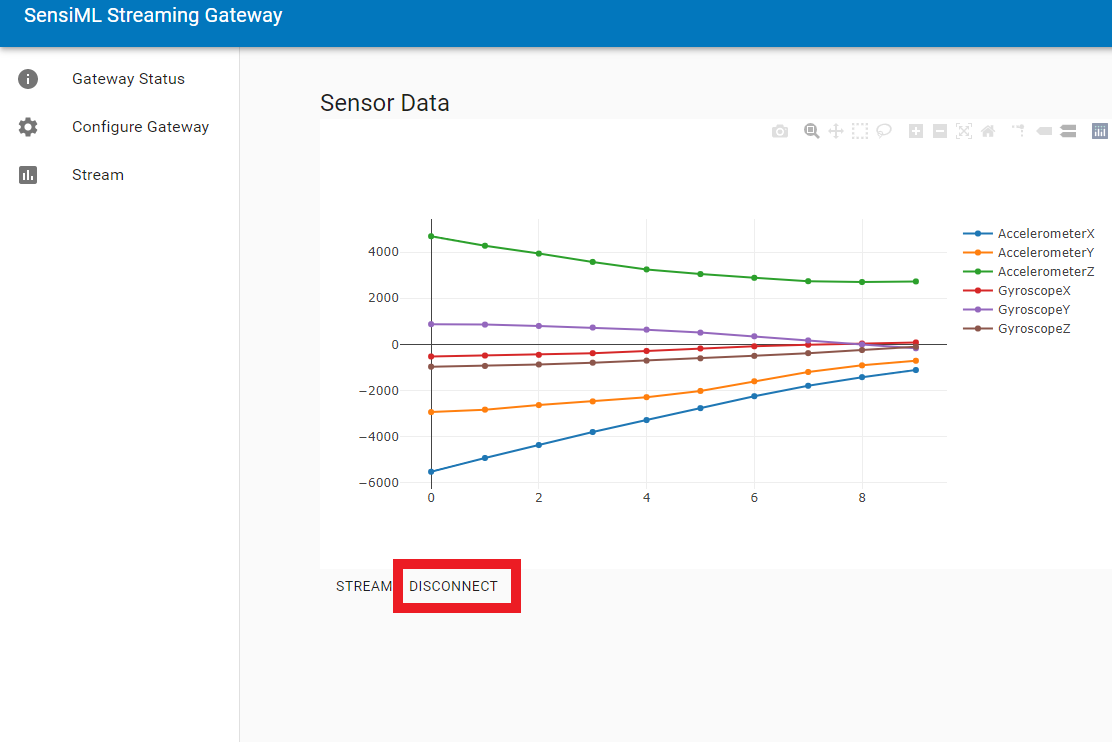 SensiML Streaming Gateway
Gateway Status
Configure Gateway
Stream
Sensor Data
4000
2000
0
−2000
−4000
−6000
0 2 4 6 8
AccelerometerX
AccelerometerY
AccelerometerZ
GyroscopeX
GyroscopeY
GyroscopeZ
STREAM DISCONNECT